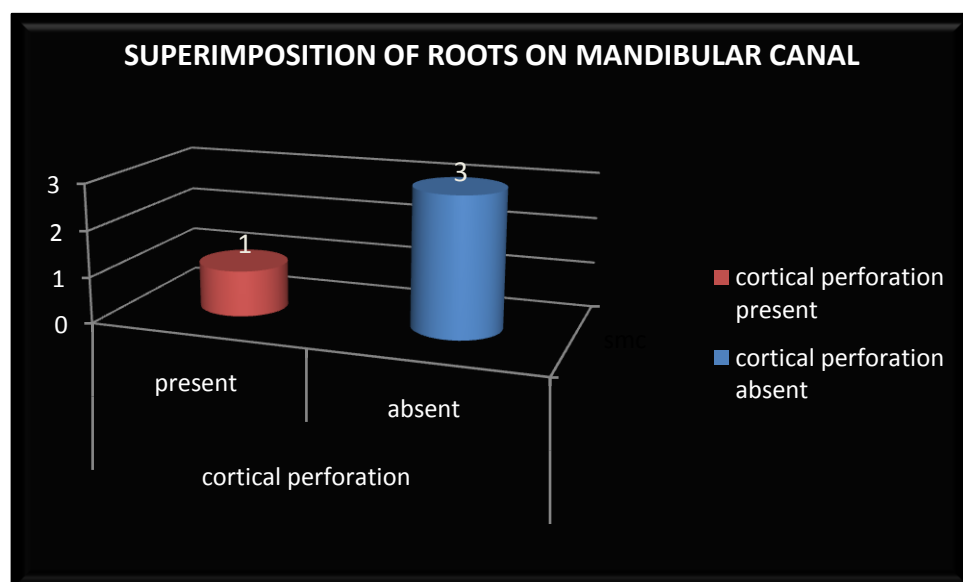 SUPERIMPOSITION OF ROOTS ON MANDIBULAR CANAL
3
2
1
0
1
3
present
absent
cortical perforation
smc
cortical perforation
present
cortical perforation
absent